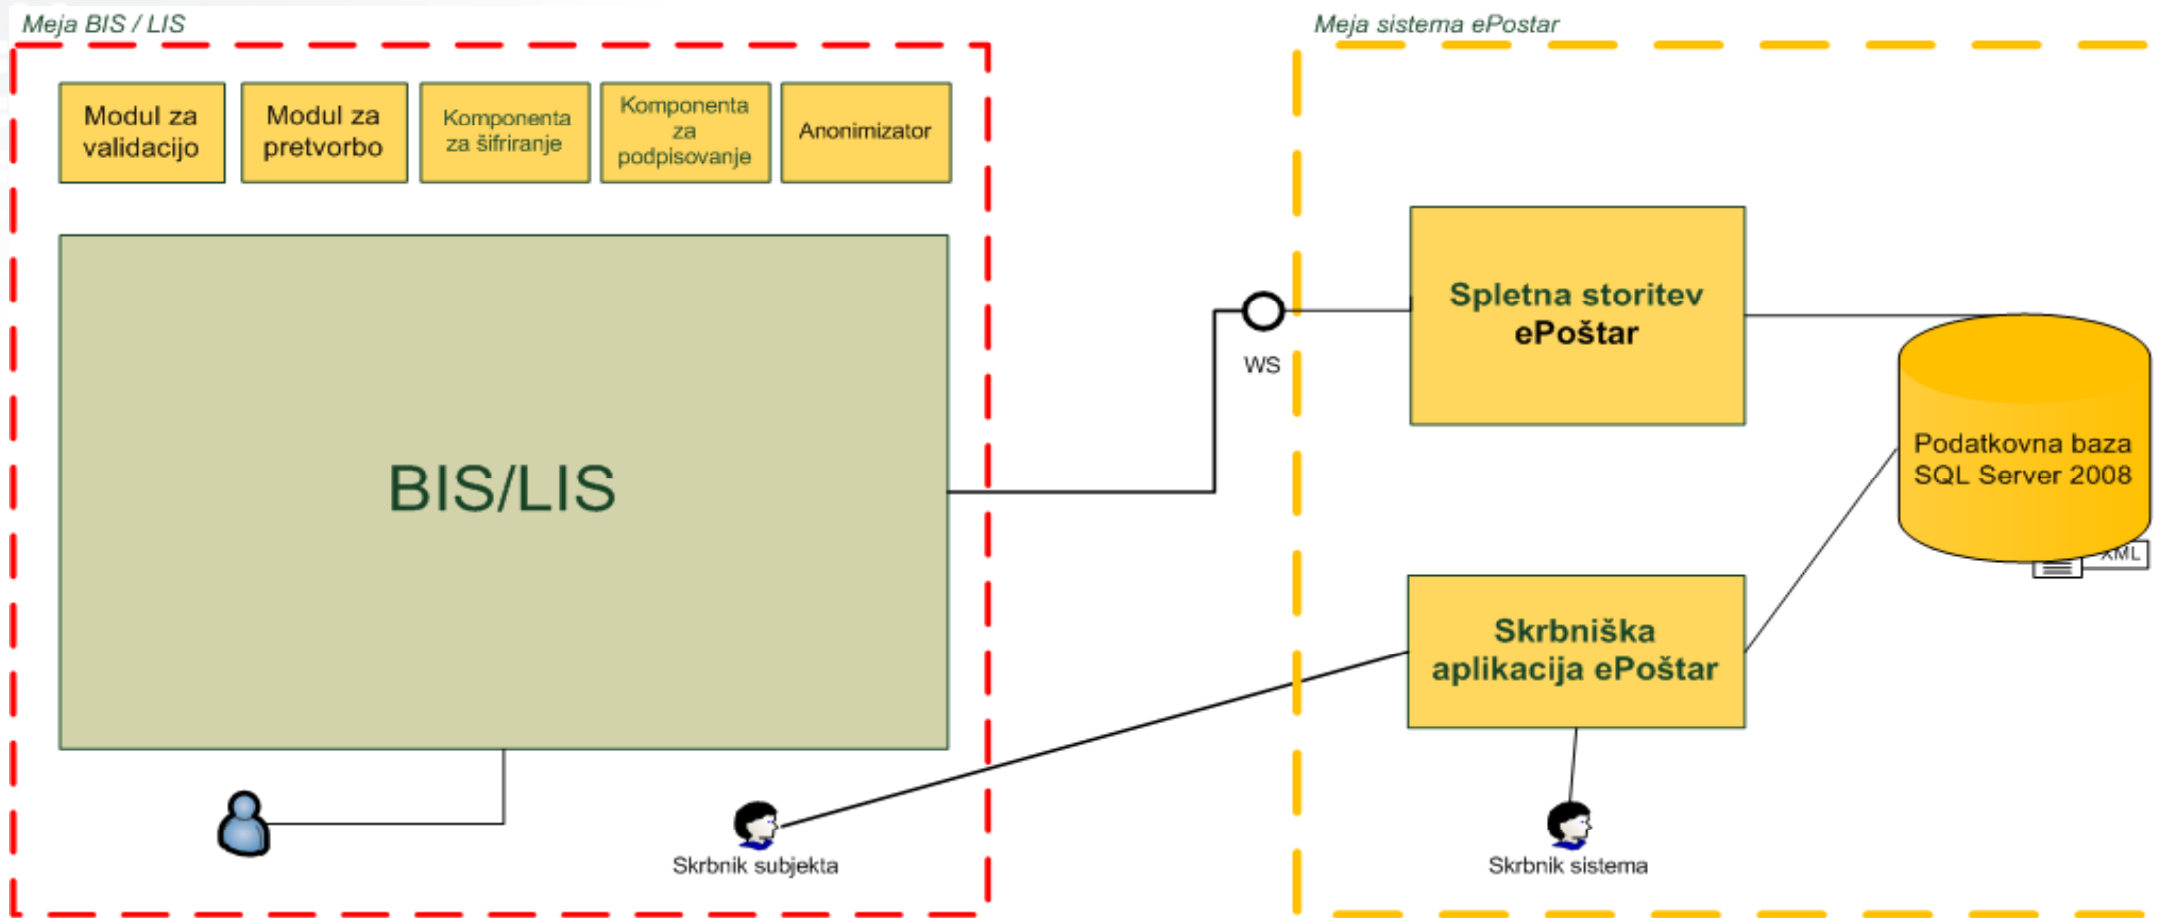 Meja BIS / LIS
Meja sistema ePostar
Modul za
validacijo
Modul za
pretvorbo
Komponenta
za šifriranje
Komponenta
za
podpisovanje
Anonimizator
BIS/LIS
WS
Spletna storitev
ePoštar
Podatkovna baza
SQL Server 2008
XML
Skrbniška
aplikacija ePoštar
Skrbnik subjekta
Skrbnik sistema